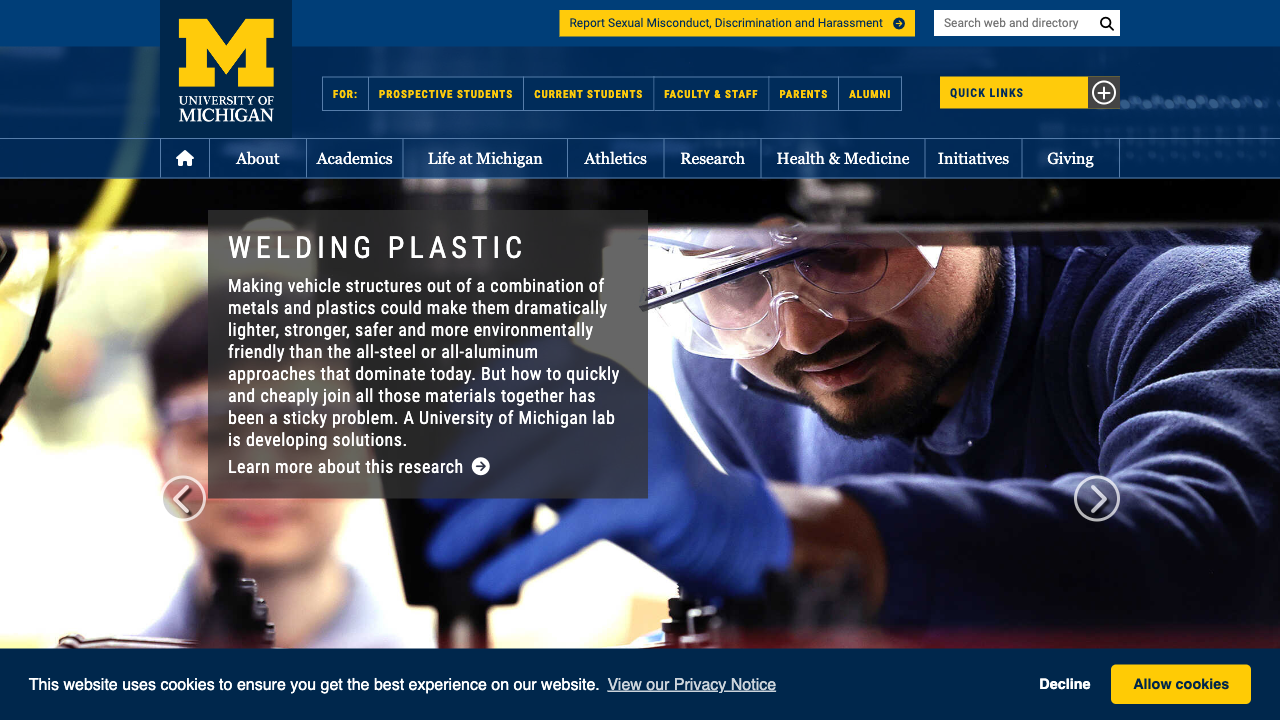 Report Sexual Misconduct, Discrimination and Harassment
Search web and directory
M
UNIVERSITY OF
MICHIGAN
FOR: PROSPECTIVE STUDENTS CURRENT STUDENTS FACULTY & STAFF PARENTS ALUMNI
QUICK LINKS
About Academics Life at Michigan Athletics Research Health & Medicine Initiatives Giving
WELDING PLASTIC
Making vehicle structures out of a combination of
metals and plastics could make them dramatically
lighter, stronger, safer and more environmentally
friendly than the all-steel or all-aluminum
approaches that dominate today. But how to quickly
and cheaply join all those materials together has
been a sticky problem. A University of Michigan lab
is developing solutions.
Learn more about this research
This website uses cookies to ensure you get the best experience on our website. View our Privacy Notice
Decline
Allow cookies